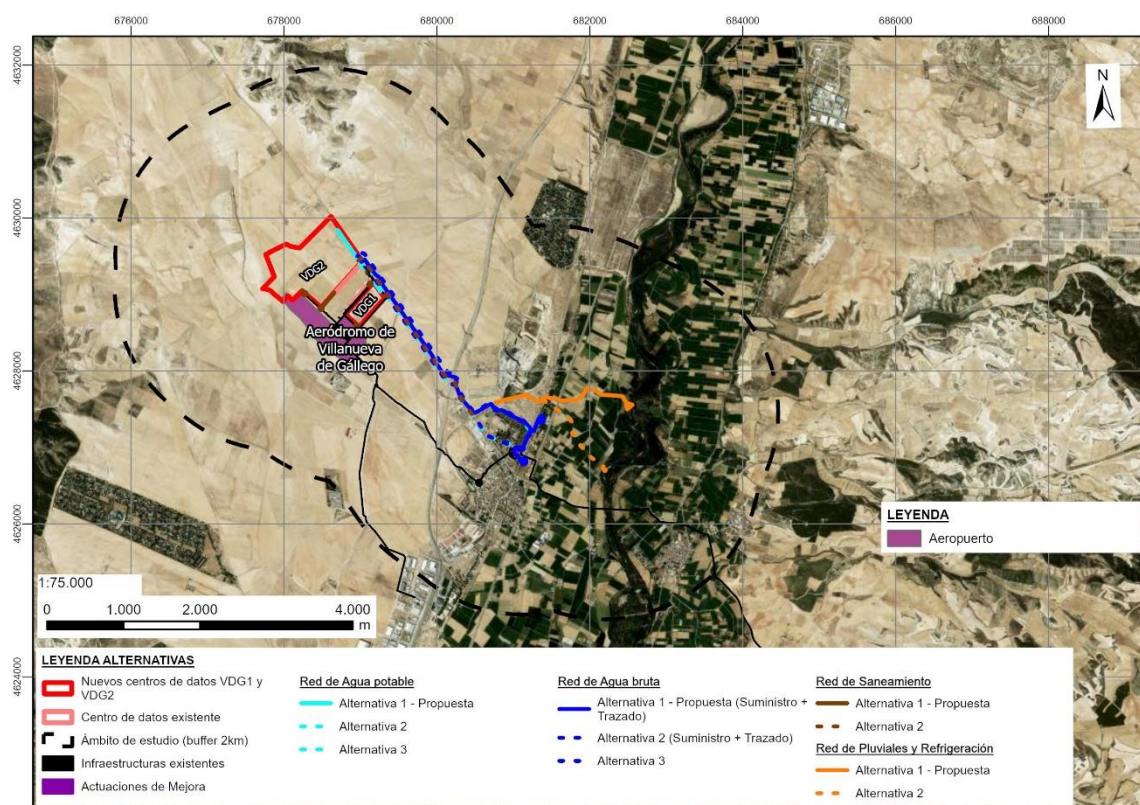 676000 678000 680000 682000 684000 686000 688000
4632000
N
4630000
VDG2
VDG1
Aeródromo de
Villanueva
de Gállego
4628000
4626000
LEYENDA
Aeropuerto
1:75.000
0 1.000 2.000 4.000
m
4624000
LEYENDA ALTERNATIVAS
Nuevos centros de datos VDG1 y
VDG2
Centro de datos existente
Ámbito de estudio (buffer 2km)
Infraestructuras existentes
Actuaciones de Mejora
Red de Agua potable
Alternativa 1 - Propuesta
Alternativa 2
Alternativa 3
Red de Agua bruta
Alternativa 1 - Propuesta (Suministro +
Trazado)
Alternativa 2 (Suministro + Trazado)
Alternativa 3
Red de Saneamiento
Alternativa 1 - Propuesta
Alternativa 2
Red de Pluviales y Refrigeración
Alternativa 1 - Propuesta
Alternativa 2